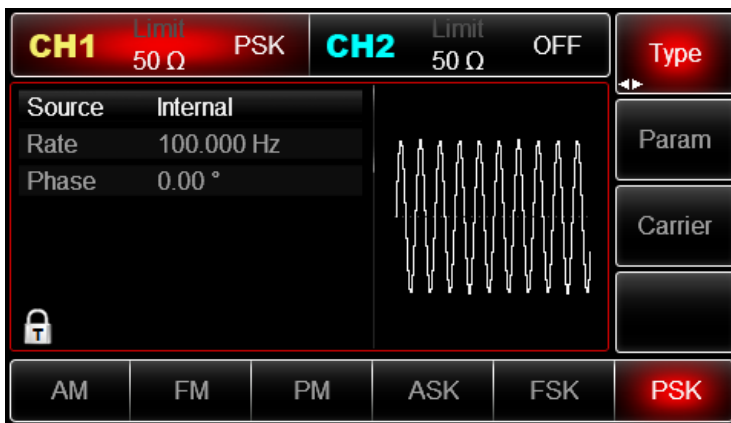 CH1 Limit 50 Ω PSK CH2 Limit 50 Ω OFF Type
Source Internal
Rate 100.000 Hz
Phase 0.00 °
Param
Carrier
T
AM FM PM ASK FSK PSK